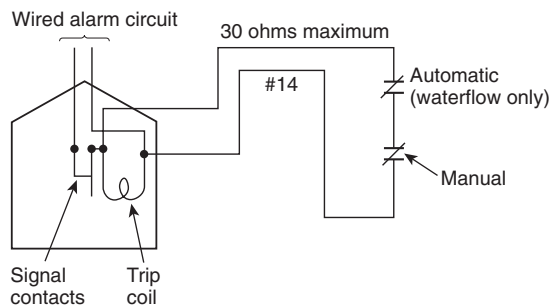 Wired alarm circuit
30 ohms maximum
#14
Automatic
(waterflow only)
Manual
Signal
contacts
Trip
coil